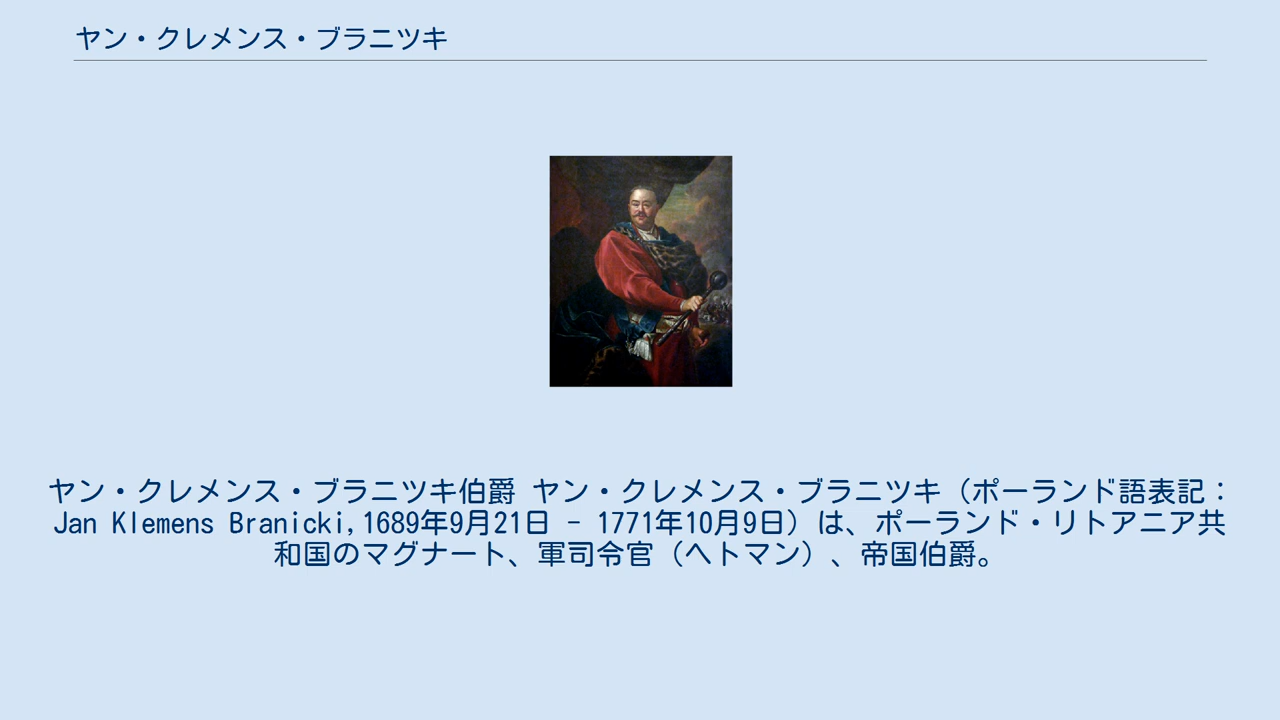 ヤン・クレメンス・ブラニツキ
ヤン・クレメンス・ブラニツキ伯爵 ヤン・クレメンス・ブラニツキ（ポーランド語表記：
Jan Klemens Branicki,1689年9月21日 - 1771年10月9日）は、ポーランド・リトアニア共
和国のマグナート、軍司令官（ヘトマン）、帝国伯爵。